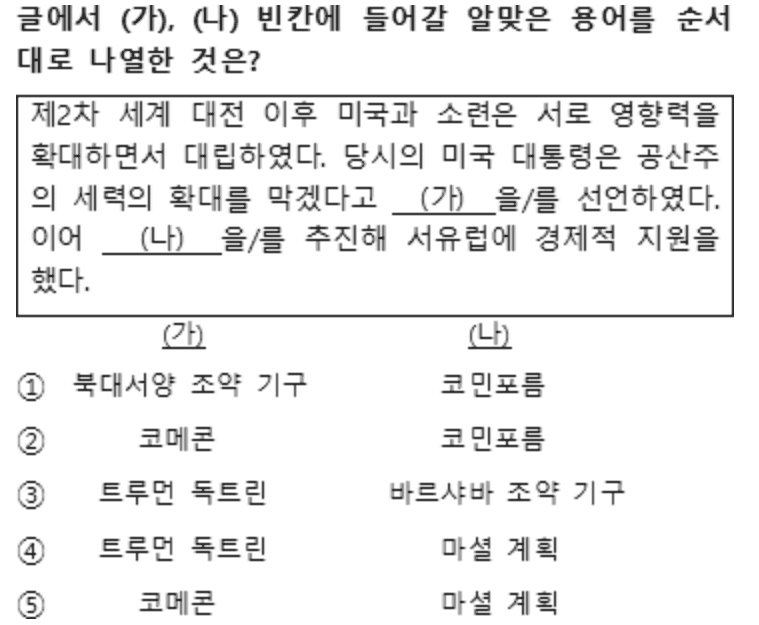 글에서 (가), (나) 빈칸에 들어갈 알맞은 용어를 순서
대로 나열한 것은?
제2차 세계 대전 이후 미국과 소련은 서로 영향력을
확대하면서 대립하였다. 당시의 미국 대통령은 공산주
의 세력의 확대를 막겠다고 __(가)__을/를 선언하였다.
이어 __(나)__을/를 추진해 서유럽에 경제적 지원을
했다.
(가) (나)
① 북대서양 조약 기구 코민포름
② 코메콘 코민포름
③ 트루먼 독트린 바르샤바 조약 기구
④ 트루먼 독트린 마셜 계획
⑤ 코메콘 마셜 계획